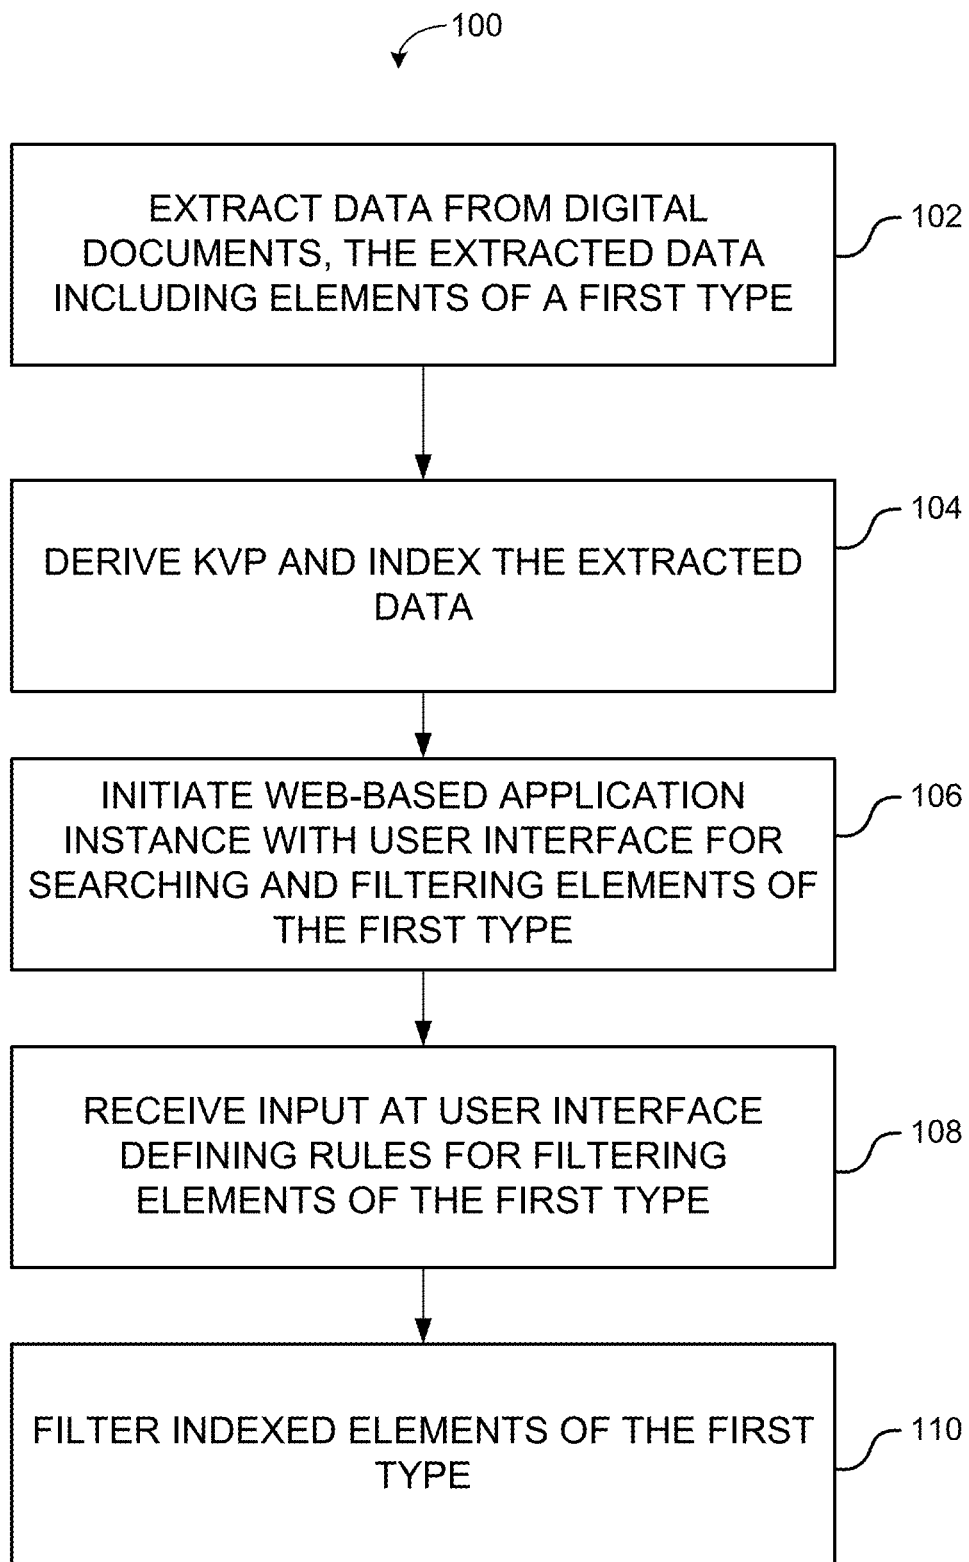 100
EXTRACT DATA FROM DIGITAL
DOCUMENTS, THE EXTRACTED DATA
INCLUDING ELEMENTS OF A FIRST TYPE
102
DERIVE KVP AND INDEX THE EXTRACTED
DATA
104
INITIATE WEB-BASED APPLICATION
INSTANCE WITH USER INTERFACE FOR
SEARCHING AND FILTERING ELEMENTS OF
THE FIRST TYPE
106
RECEIVE INPUT AT USER INTERFACE
DEFINING RULES FOR FILTERING
ELEMENTS OF THE FIRST TYPE
108
FILTER INDEXED ELEMENTS OF THE FIRST
TYPE
110